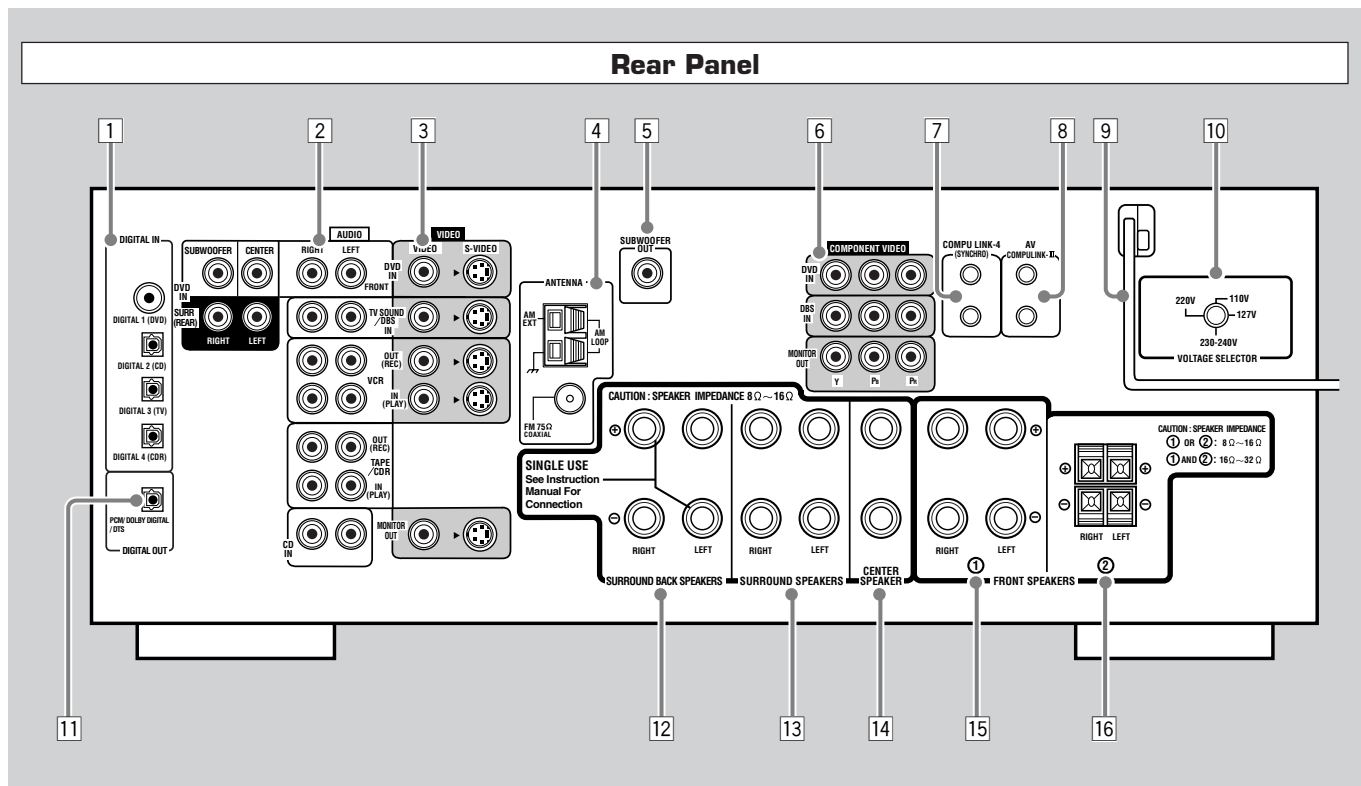 Rear Panel
1 2 3 4 5 6 7 8 9 10
DIGITAL IN
DIGITAL 1 (DVD)
DIGITAL 2 (CD)
DIGITAL 3 (TV)
DIGITAL 4 (CDR)
PCM/ DOLBY DIGITAL
/DTS
DIGITAL OUT
SUBWOOFER CENTER
DVD
IN
SURR
(REAR)
RIGHT LEFT
AUDIO
RIGHT LEFT
FRONT
TV SOUND
/DBS
IN
OUT
(REC)
VCR
IN
(PLAY)
OUT
(REC)
TAPE
/CDR
IN
(PLAY)
CD
IN
VIDEO
VIDEO S-VIDEO
DVD
IN
MONITOR
OUT
ANTENNA
AM
EXT
AM
LOOP
FM 75Ω
COAXIAL
SUBWOOFER
OUT
COMPONENT VIDEO
DVD
IN
DBS
IN
MONITOR
OUT
Y PB PR
COMPU LINK-4
(SYNCHRO)
AV
COMPULINK-III
220V 110V
127V
230-240V
VOLTAGE SELECTOR
CAUTION : SPEAKER IMPEDANCE 8Ω~16Ω
SINGLE USE
See Instruction
Manual For
Connection
⊕
⊖
RIGHT LEFT
SURROUND BACK SPEAKERS
RIGHT LEFT
SURROUND SPEAKERS
CENTER
SPEAKER
⊕
⊖
RIGHT LEFT
①
FRONT SPEAKERS
⊕ ⊕
⊖ ⊖
RIGHT LEFT
②
CAUTION : SPEAKER IMPEDANCE
① OR ② : 8Ω~16Ω
① AND ② : 16Ω~32Ω
11 12 13 14 15 16